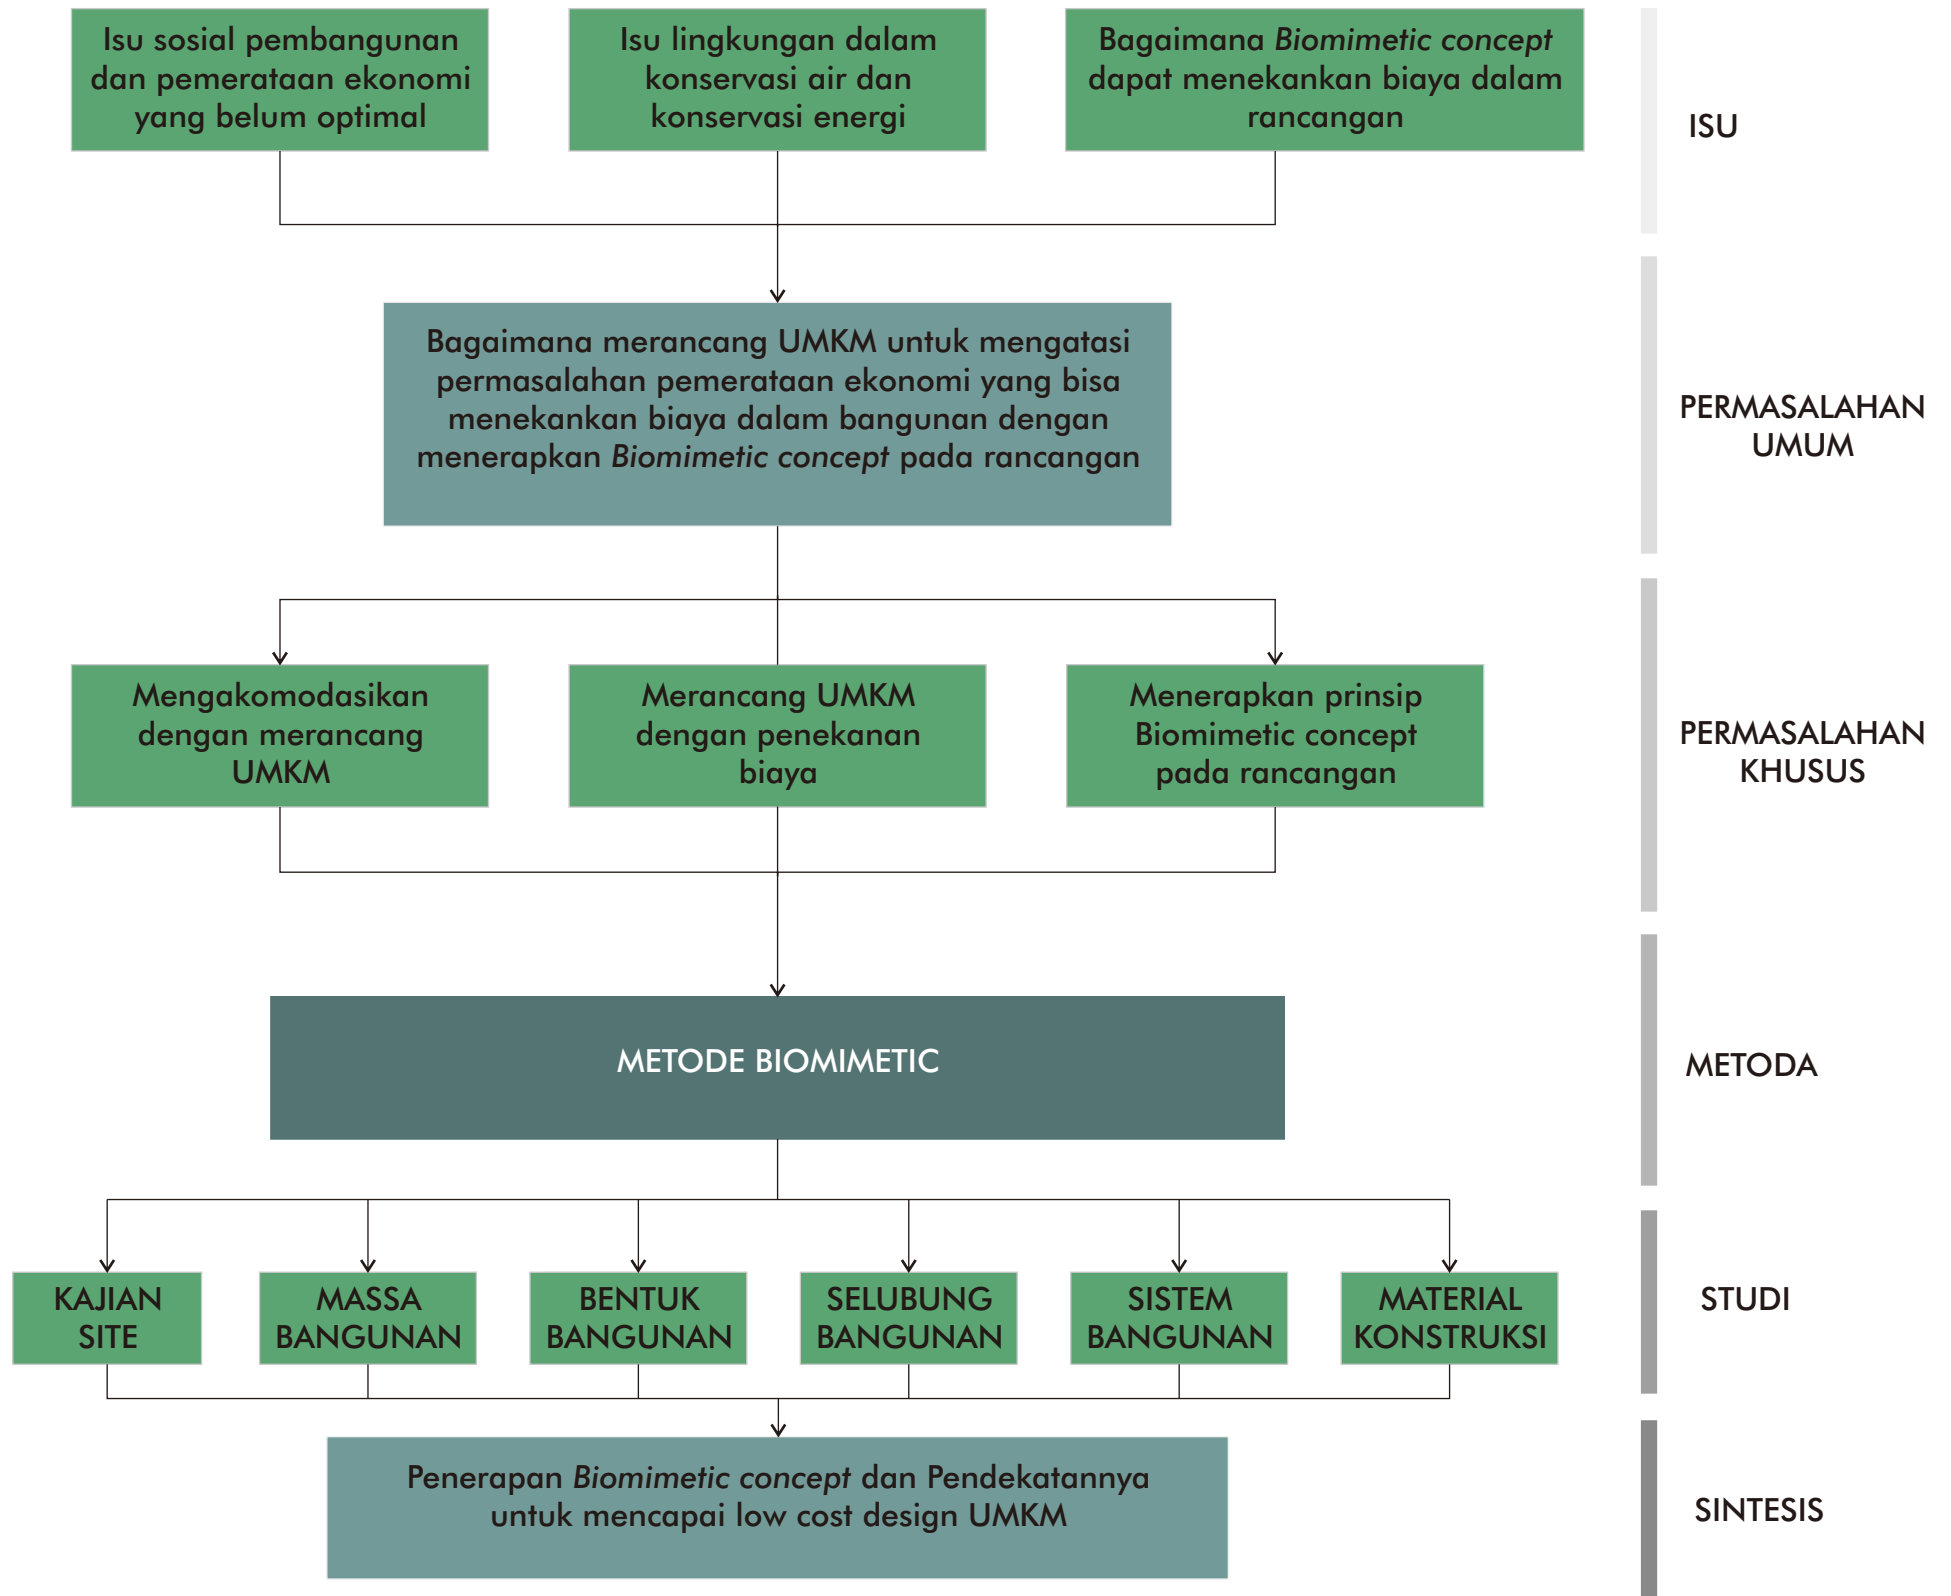 Isu sosial pembangunan
dan pemerataan ekonomi
yang belum optimal
Isu lingkungan dalam
konservasi air dan
konservasi energi
Bagaimana Biomimetic concept
dapat menekankan biaya dalam
rancangan
ISU
Bagaimana merancang UMKM untuk mengatasi
permasalahan pemerataan ekonomi yang bisa
menekankan biaya dalam bangunan dengan
menerapkan Biomimetic concept pada rancangan
PERMASALAHAN
UMUM
Mengakomodasikan
dengan merancang
UMKM
Merancang UMKM
dengan penekanan
biaya
Menerapkan prinsip
Biomimetic concept
pada rancangan
PERMASALAHAN
KHUSUS
METODE BIOMIMETIC
METODA
KAJIAN
SITE
MASSA
BANGUNAN
BENTUK
BANGUNAN
SELUBUNG
BANGUNAN
SISTEM
BANGUNAN
MATERIAL
KONSTRUKSI
STUDI
Penerapan Biomimetic concept dan Pendekatannya
untuk mencapai low cost design UMKM
SINTESIS